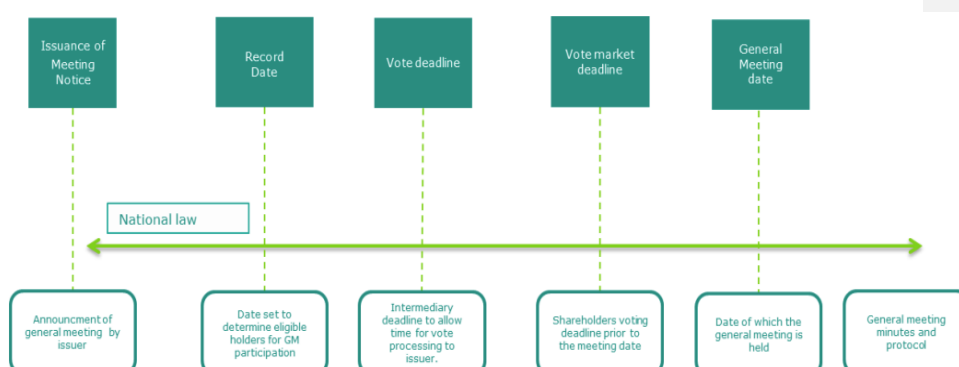 Issuance of
Meeting
Notice
Record
Date
Vote deadline
Vote market
deadline
General
Meeting
date
National law
Announcment of
general meeting by
issuer
Date set to
determine eligible
holders for GM
participation
Intermediary
deadline to allow
time for vote
processing to
issuer.
Shareholders voting
deadline prior to
the meeting date
Date of which the
general meeting is
held
General meeting
minutes and
protocol